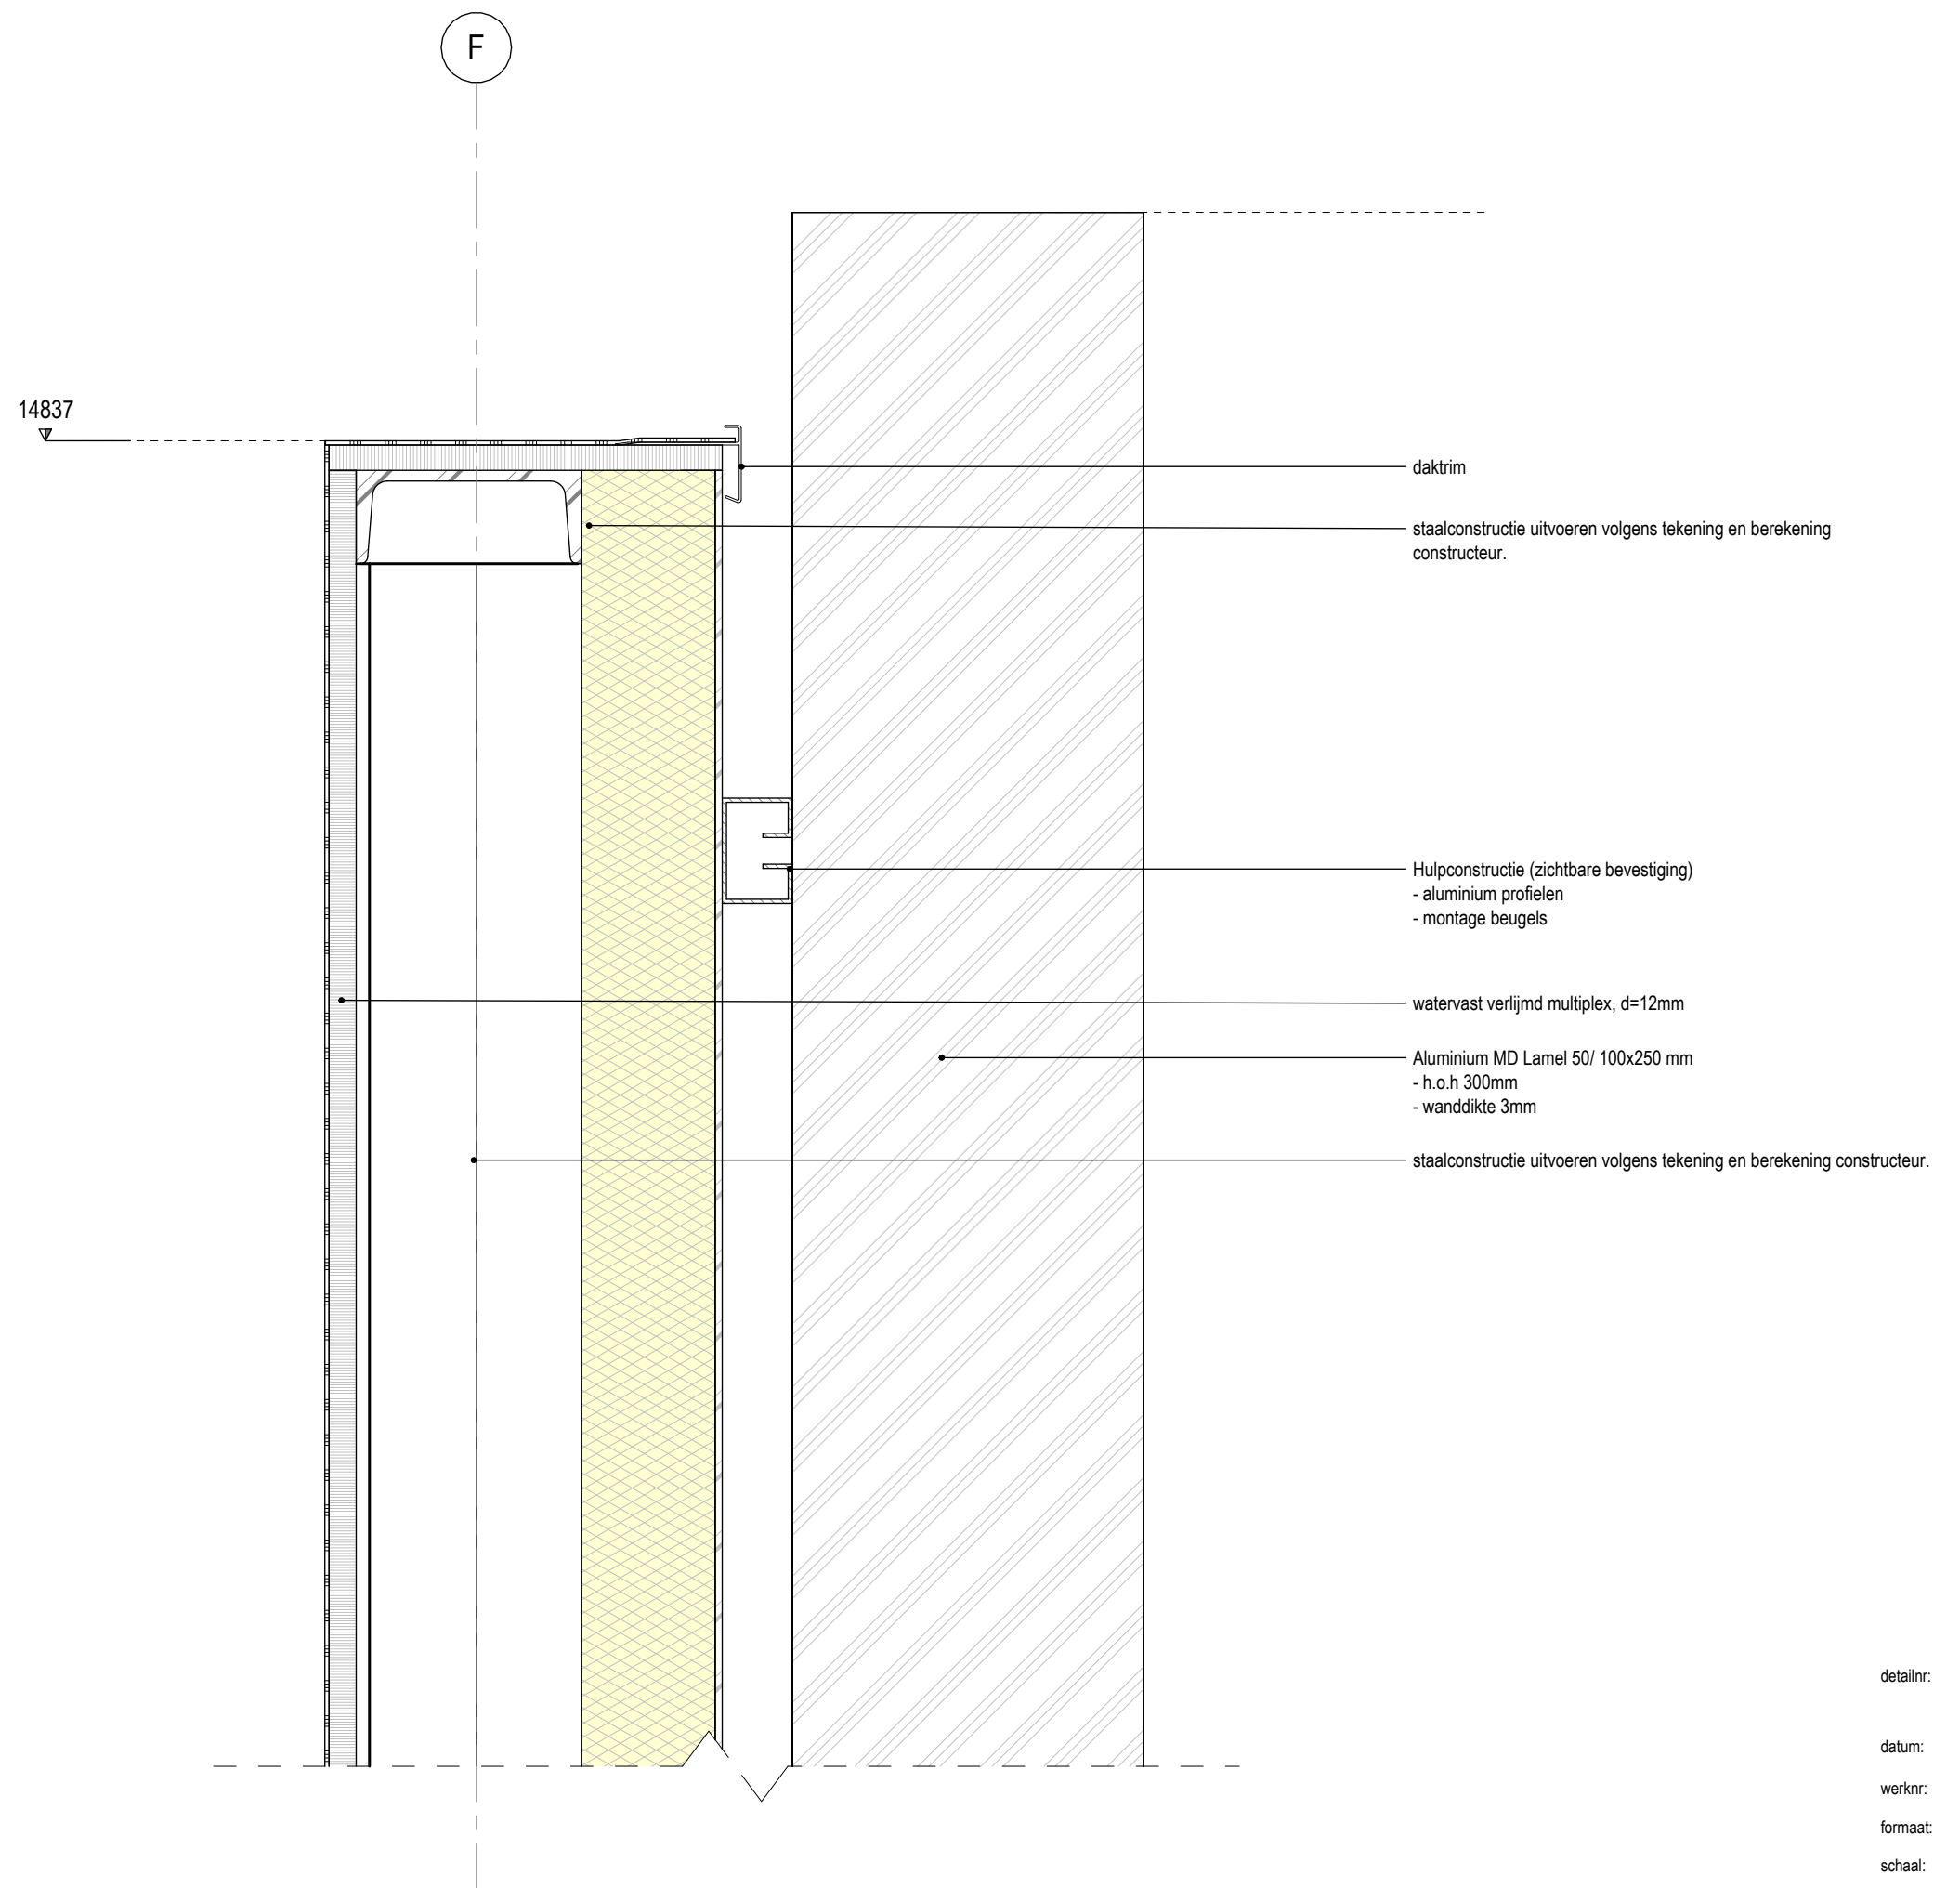 F
14837
daktrim
staalconstructie uitvoeren volgens tekening en berekening
constructeur.
Hulpconstructie (zichtbare bevestiging)
- aluminium profielen
- montage beugels
watervast verlijmd multiplex, d=12mm
Aluminium MD Lamel 50/ 100x250 mm
- h.o.h 300mm
- wanddikte 3mm
staalconstructie uitvoeren volgens tekening en berekening constructeur.
detailnr:
datum:
werknr:
formaat:
schaal: